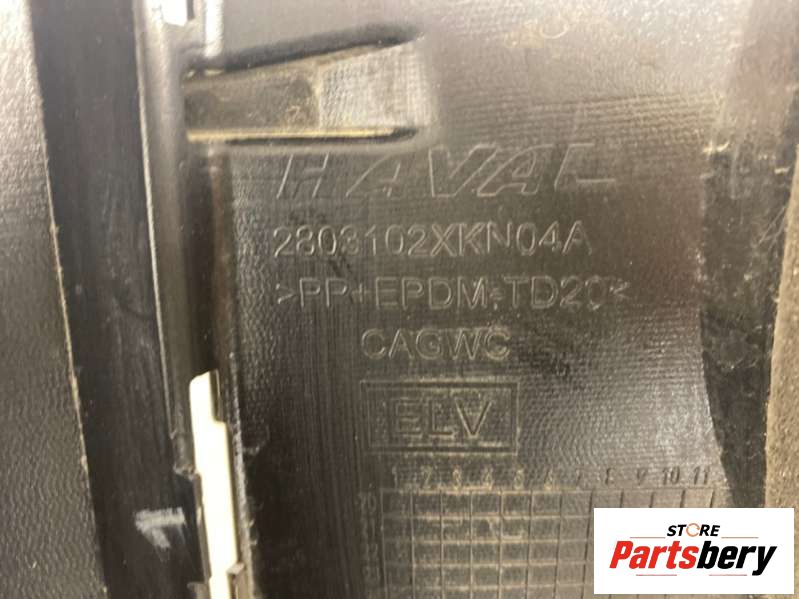 HAVAL
2803102XKN04A
>PP+EPDM-TD20<
CAGWC
ELV
1 2 3 4 5 6 7 8 9 10 11
STORE
Partsbery